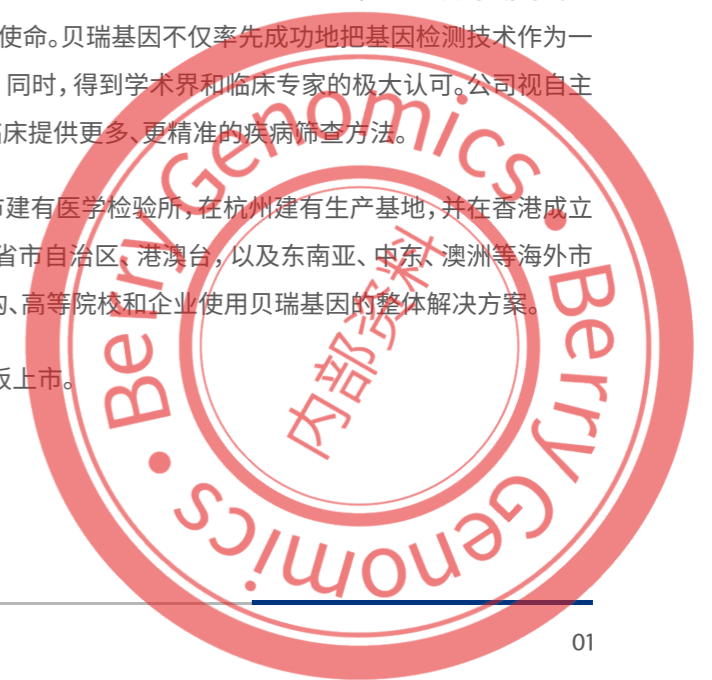 使命。贝瑞基因不仅率先成功地把基因检测技术作为一
同时，得到学术界和临床专家的极大认可。公司视自主
床提供更多、更精准的疾病筛查方法。
建有医学检验所，在杭州建有生产基地，并在香港成立
省市自治区、港澳台，以及东南亚、中东、澳洲等海外市
、高等院校和企业使用贝瑞基因的整体解决方案。
板上市。
Berry Genomics • Berry Genomics •
内部资料
01